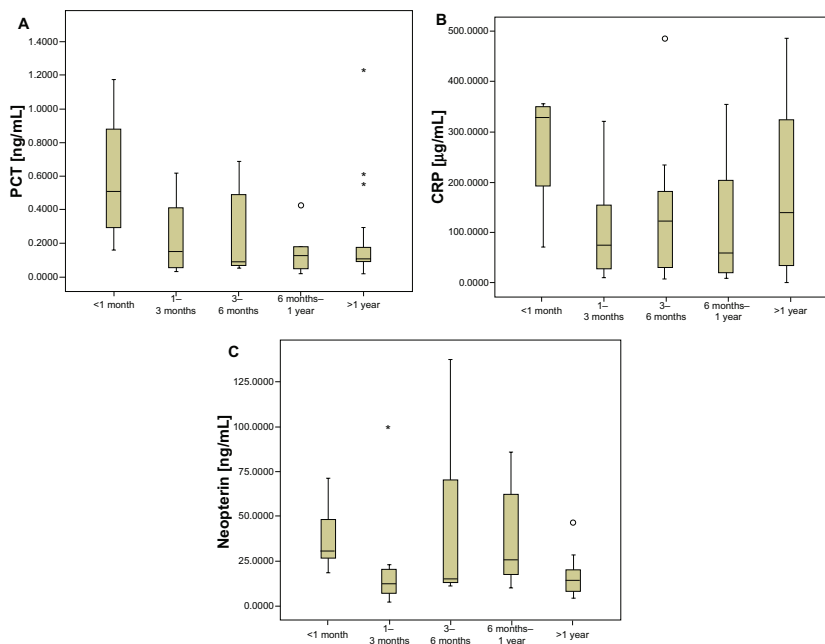 A
PCT [ng/mL]
1.4000
1.2000
1.0000
0.8000
0.6000
0.4000
0.2000
0.0000
<1 month
1–
3 months
3–
6 months
6 months–
1 year
>1 year
B
CRP [µg/mL]
500.0000
400.0000
300.0000
200.0000
100.0000
0.0000
<1 month
1–
3 months
3–
6 months
6 months–
1 year
>1 year
C
Neopterin [ng/mL]
125.0000
100.0000
75.0000
50.0000
25.0000
0.0000
<1 month
1–
3 months
3–
6 months
6 months–
1 year
>1 year